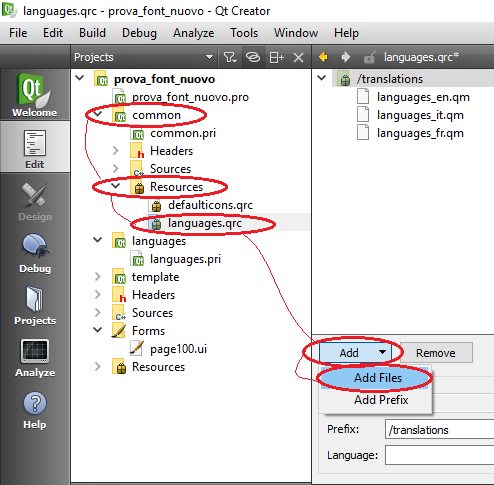 languages.qrc - prova_font_nuovo - Qt Creator
File Edit Build Debug Analyze Tools Window Help
Projects
languages.qrc*
Welcome
Edit
Design
Debug
Projects
Analyze
Help
prova_font_nuovo
prova_font_nuovo.pro
common
common.pri
Headers
Sources
Resources
defaulticons.qrc
languages.qrc
languages
languages.pri
template
Headers
Sources
Forms
page100.ui
Resources
/translations
languages_en.qm
languages_it.qm
languages_fr.qm
Add
Remove
Add Files
Add Prefix
Prefix: /translations
Language: